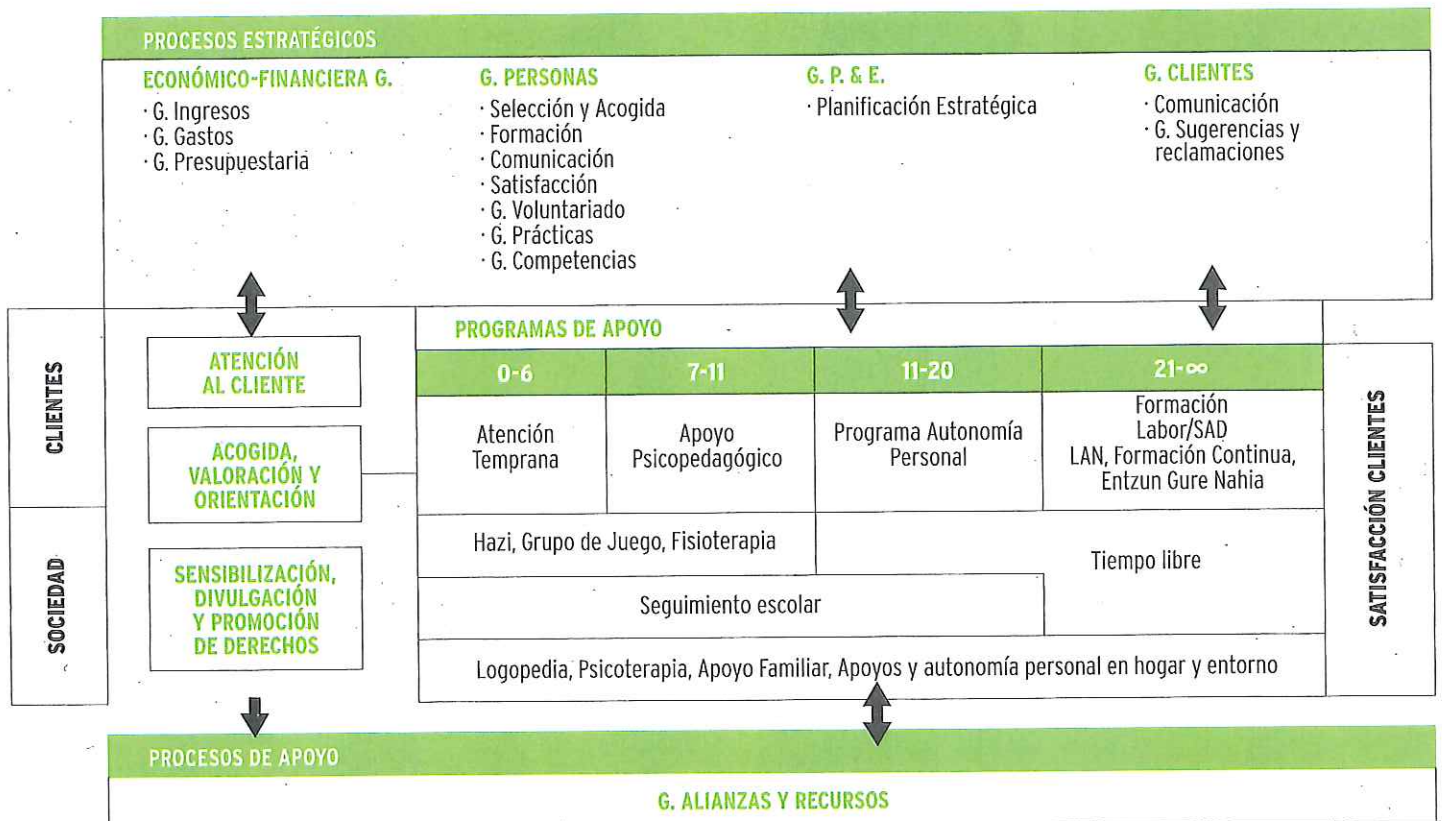 PROCESOS ESTRATÉGICOS
ECONÓMICO-FINANCIERA G.
· G. Ingresos
· G. Gastos
· G. Presupuestaria
G. PERSONAS
· Selección y Acogida
· Formación
· Comunicación
· Satisfacción
· G. Voluntariado
· G. Prácticas
· G. Competencias
G. P. & E.
· Planificación Estratégica
G. CLIENTES
· Comunicación
· G. Sugerencias y
reclamaciones
CLIENTES
SOCIEDAD
ATENCIÓN
AL CLIENTE
ACOGIDA,
VALORACIÓN Y
ORIENTACIÓN
SENSIBILIZACIÓN,
DIVULGACIÓN
Y PROMOCIÓN
DE DERECHOS
PROGRAMAS DE APOYO
0-6
7-11
11-20
21-∞
Atención
Temprana
Apoyo
Psicopedagógico
Programa Autonomía
Personal
Formación
Labor/SAD
LAN, Formación Continua,
Entzun Gure Nahia
Hazi, Grupo de Juego, Fisioterapia
Tiempo libre
Seguimiento escolar
Logopedia, Psicoterapia, Apoyo Familiar, Apoyos y autonomía personal en hogar y entorno
SATISFACCIÓN CLIENTES
PROCESOS DE APOYO
G. ALIANZAS Y RECURSOS